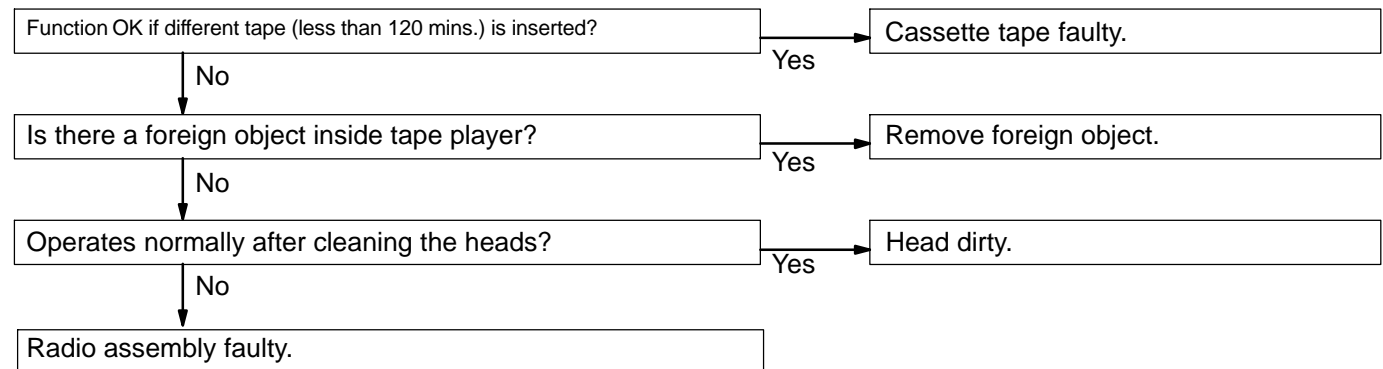 Function OK if different tape (less than 120 mins.) is inserted?
Yes
Cassette tape faulty.
No
Is there a foreign object inside tape player?
Yes
Remove foreign object.
No
Operates normally after cleaning the heads?
Yes
Head dirty.
No
Radio assembly faulty.